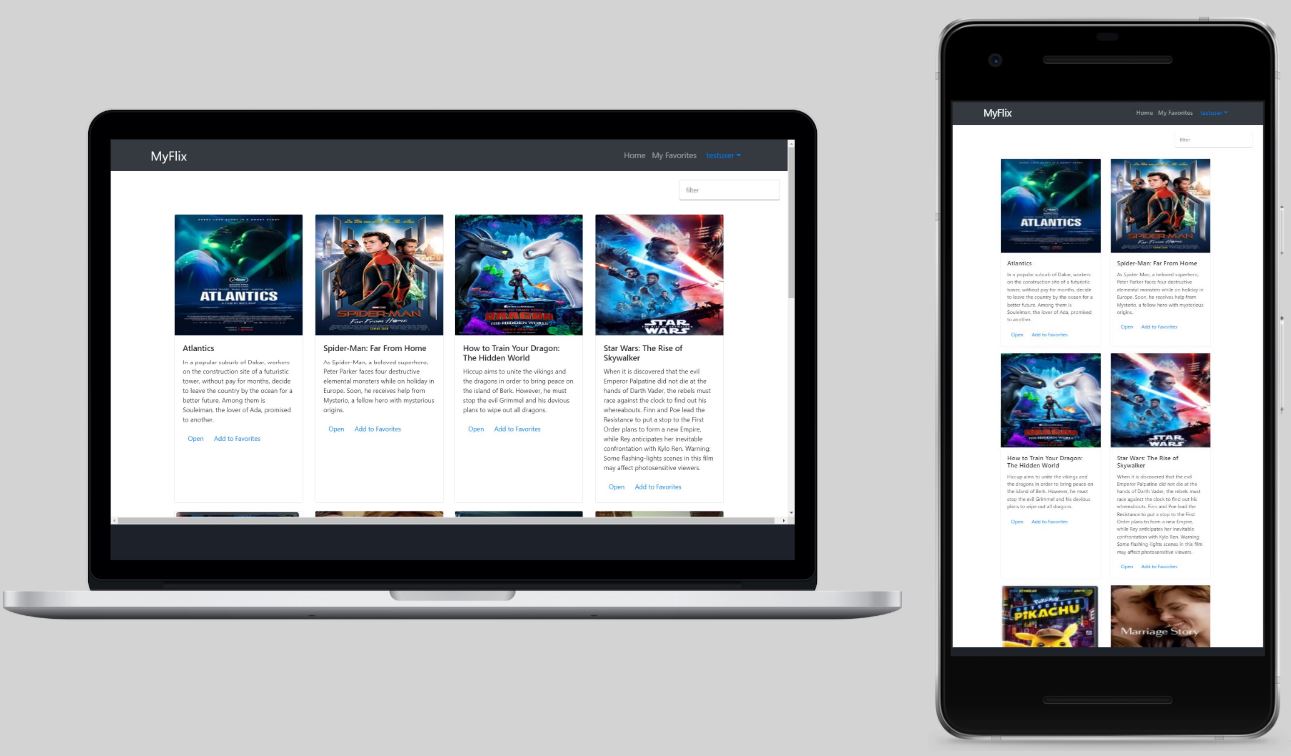 MyFlix
Home My Favorites testuser
filter
ATLANTICS
SPIDER-MAN
Far From Home
DRAGON
THE HIDDEN WORLD
STAR
WARS
Atlantics
In a popular suburb of Dakar, workers
on the construction site of a futuristic
tower, without pay for months, decide
to leave the country by the ocean for a
better future. Among them is
Souleiman, the lover of Ada, promised
to another.
Open Add to Favorites
Spider-Man: Far From Home
As Spider-Man, a beloved superhero,
Peter Parker faces four destructive
elemental monsters while on holiday in
Europe. Soon, he receives help from
Mysterio, a fellow hero with mysterious
origins.
Open Add to Favorites
How to Train Your Dragon:
The Hidden World
Hiccup aims to unite the vikings and
the dragons in order to bring peace on
the island of Berk. However, he must
stop the evil Grimmel and his devious
plans to wipe out all dragons.
Open Add to Favorites
Star Wars: The Rise of
Skywalker
When it is discovered that the evil
Emperor Palpatine did not die at the
hands of Darth Vader, the rebels must
race against the clock to find out his
whereabouts. Finn and Poe lead the
Resistance to put a stop to the First
Order plans to form a new Empire,
while Rey anticipates her inevitable
confrontation with Kylo Ren. Warning:
Some flashing-lights scenes in this film
may affect photosensitive viewers.
Open Add to Favorites
MyFlix
Home My Favorites testuser
filter
ATLANTICS
SPIDER-MAN
Far From Home
Atlantics
In a popular suburb of Dakar, workers
on the construction site of a futuristic
tower, without pay for months, decide
to leave the country by the ocean for a
better future. Among them is
Souleiman, the lover of Ada, promised
to another.
Open Add to Favorites
Spider-Man: Far From Home
As Spider-Man, a beloved superhero,
Peter Parker faces four destructive
elemental monsters while on holiday in
Europe. Soon, he receives help from
Mysterio, a fellow hero with mysterious
origins.
Open Add to Favorites
DRAGON
STAR
WARS
How to Train Your Dragon:
The Hidden World
Hiccup aims to unite the vikings and
the dragons in order to bring peace on
the island of Berk. However, he must
stop the evil Grimmel and his devious
plans to wipe out all dragons.
Open Add to Favorites
Star Wars: The Rise of
Skywalker
When it is discovered that the evil
Emperor Palpatine did not die at the
hands of Darth Vader, the rebels must
race against the clock to find out his
whereabouts. Finn and Poe lead the
Resistance to put a stop to the First
Order plans to form a new Empire,
while Rey anticipates her inevitable
confrontation with Kylo Ren. Warning:
Some flashing-lights scenes in this film
may affect photosensitive viewers.
Open Add to Favorites
DETECTIVE
PIKACHU
Marriage Story